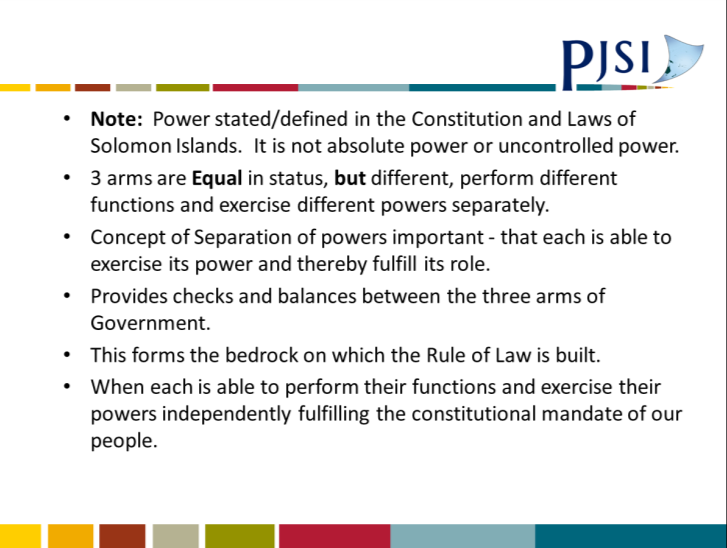 PJSI
• Note: Power stated/defined in the Constitution and Laws of
Solomon Islands. It is not absolute power or uncontrolled power.
• 3 arms are Equal in status, but different, perform different
functions and exercise different powers separately.
• Concept of Separation of powers important - that each is able to
exercise its power and thereby fulfill its role.
• Provides checks and balances between the three arms of
Government.
• This forms the bedrock on which the Rule of Law is built.
• When each is able to perform their functions and exercise their
powers independently fulfilling the constitutional mandate of our
people.